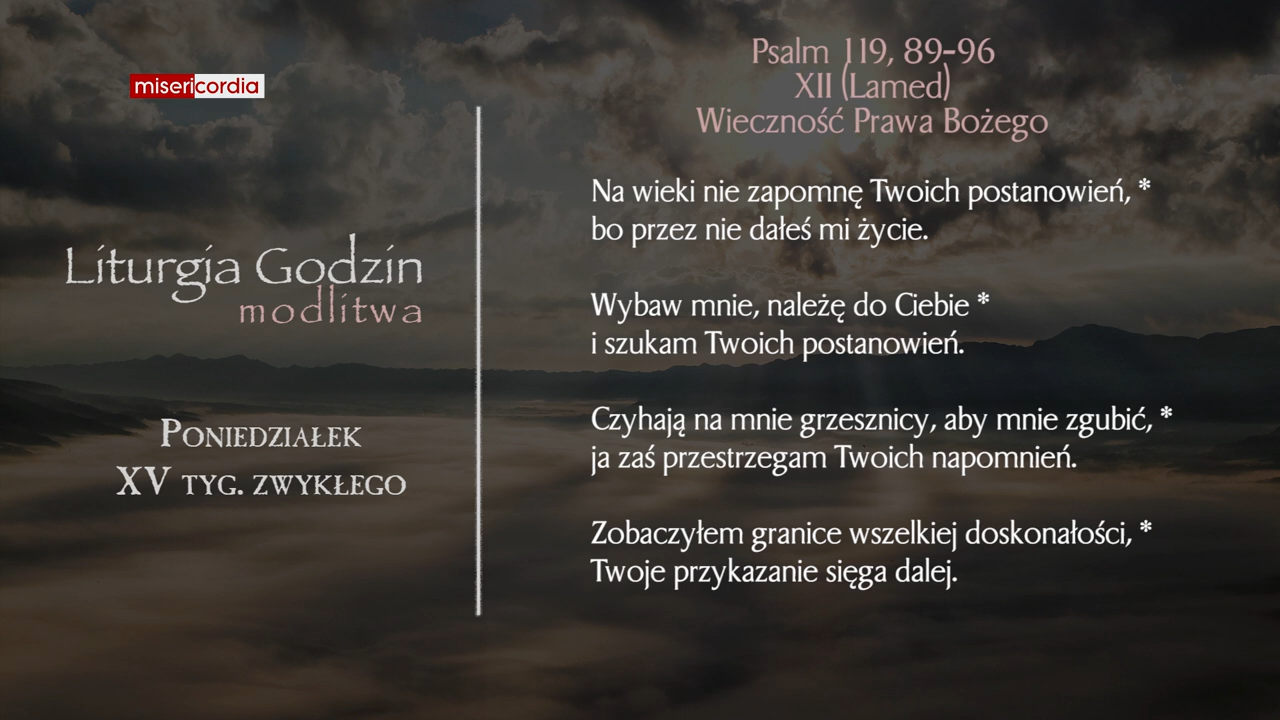 misericordia
Liturgia Godzin
modlitwa
Poniedziałek
XV tyg. zwykłego
Psalm 119, 89-96
XII (Lamed)
Wieczność Prawa Bożego
Na wieki nie zapomnę Twoich postanowień, *
bo przez nie dałeś mi życie.
Wybaw mnie, należę do Ciebie *
i szukam Twoich postanowień.
Czyhają na mnie grzesznicy, aby mnie zgubić, *
ja zaś przestrzegam Twoich napomnień.
Zobaczyłem granice wszelkiej doskonałości, *
Twoje przykazanie sięga dalej.